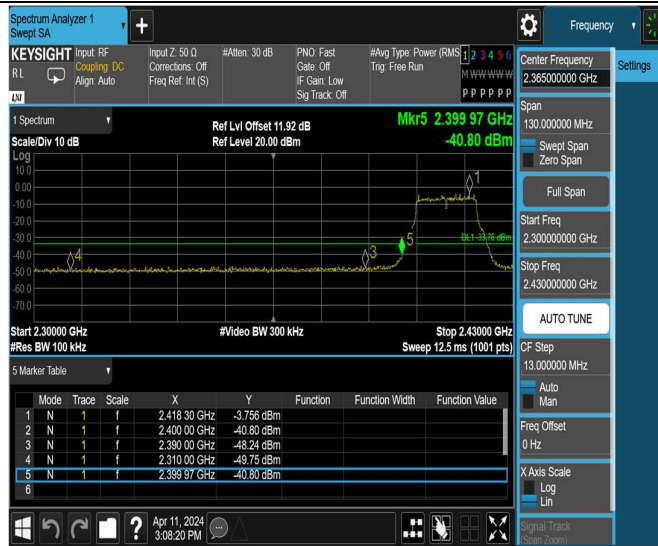 Spectrum Analyzer 1
Swept SA
Frequency
KEYSIGHT
RL
LXI
Input: RF
Coupling: DC
Align: Auto
Input Z: 50 Ω
Corrections: Off
Freq Ref: Int (S)
#Atten: 30 dB
PNO: Fast
Gate: Off
IF Gain: Low
Sig Track: Off
#Avg Type: Power (RMS
Trig: Free Run
1 2 3 4 5 6
M W W W W W
P P P P P P
1 Spectrum
Scale/Div 10 dB
Ref Lvl Offset 11.92 dB
Ref Level 20.00 dBm
Mkr5 2.399 97 GHz
-40.80 dBm
Log
10.0
0.00
-10.0
-20.0
-30.0
-40.0
-50.0
-60.0
-70.0
1
3
4
5
DL1 -33.76 dBm
Start 2.30000 GHz
#Res BW 100 kHz
#Video BW 300 kHz
Stop 2.43000 GHz
Sweep 12.5 ms (1001 pts)
5 Marker Table
Mode Trace Scale X Y Function Function Width Function Value
1 N 1 f 2.418 30 GHz -3.756 dBm
2 N 1 f 2.400 00 GHz -40.80 dBm
3 N 1 f 2.390 00 GHz -48.24 dBm
4 N 1 f 2.310 00 GHz -49.75 dBm
5 N 1 f 2.399 97 GHz -40.80 dBm
6
?
Apr 11, 2024
3:08:20 PM
Center Frequency
2.365000000 GHz
Settings
Span
130.000000 MHz
Swept Span
Zero Span
Full Span
Start Freq
2.300000000 GHz
Stop Freq
2.430000000 GHz
AUTO TUNE
CF Step
13.000000 MHz
Auto
Man
Freq Offset
0 Hz
X Axis Scale
Log
Lin
Signal Track
(Span Zoom)